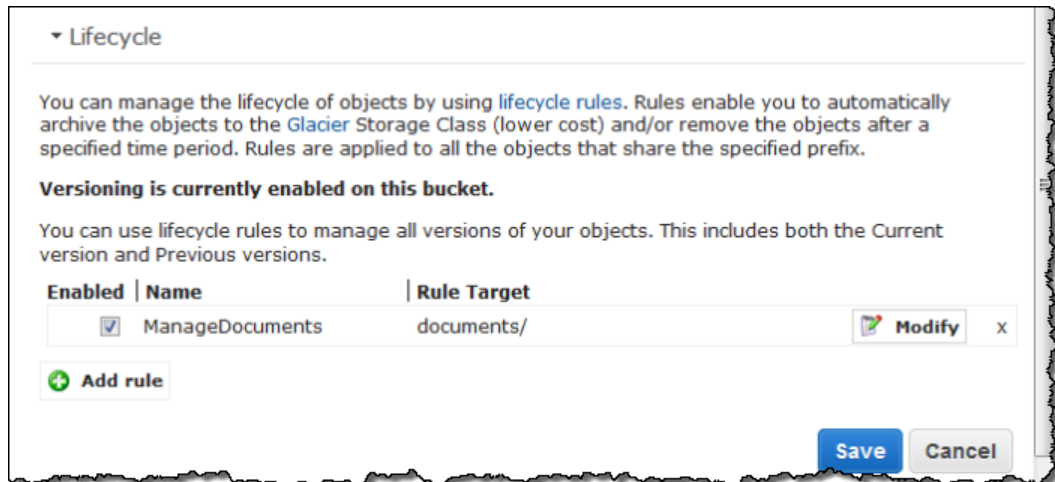 Lifecycle
You can manage the lifecycle of objects by using lifecycle rules. Rules enable you to automatically
archive the objects to the Glacier Storage Class (lower cost) and/or remove the objects after a
specified time period. Rules are applied to all the objects that share the specified prefix.
Versioning is currently enabled on this bucket.
You can use lifecycle rules to manage all versions of your objects. This includes both the Current
version and Previous versions.
Enabled | Name | Rule Target
ManageDocuments documents/ Modify x
Add rule
Save Cancel